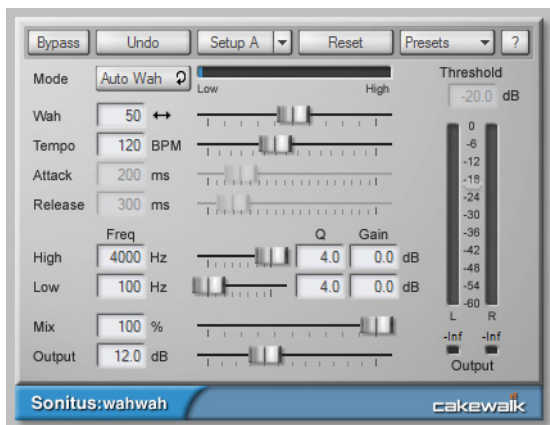 Bypass Undo Setup A Reset Presets ?
Mode Auto Wah Low High Threshold
-20.0 dB
Wah 50
Tempo 120 BPM
Attack 200 ms
Release 300 ms
0
-6
-12
-18
-24
-30
-36
-42
-48
-54
-60
L R
Freq Q Gain
High 4000 Hz 4.0 0.0 dB
Low 100 Hz 4.0 0.0 dB
Mix 100 %
Output 12.0 dB
-Inf -Inf
Output
Sonitus:wahwah cakewalk